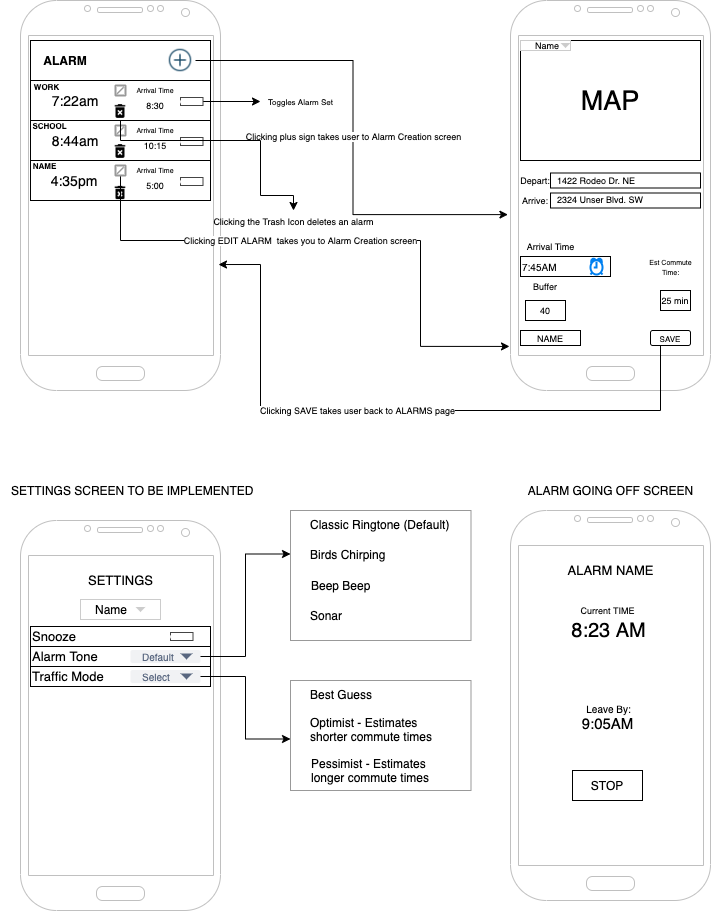 ALARM
WORK
7:22am
Arrival Time
8:30
Toggles Alarm Set
SCHOOL
8:44am
Arrival Time
10:15
Clicking plus sign takes user to Alarm Creation screen
NAME
4:35pm
Arrival Time
5:00
Clicking the Trash Icon deletes an alarm
Clicking EDIT ALARM takes you to Alarm Creation screen
Name
MAP
Depart:
1422 Rodeo Dr. NE
Arrive:
2324 Unser Blvd. SW
Arrival Time
7:45AM
Est Commute
Time:
Buffer
40
25 min
NAME
SAVE
Clicking SAVE takes user back to ALARMS page
SETTINGS SCREEN TO BE IMPLEMENTED
SETTINGS
Name
Snooze
Alarm Tone
Default
Traffic Mode
Select
Classic Ringtone (Default)
Birds Chirping
Beep Beep
Sonar
Best Guess
Optimist - Estimates
shorter commute times
Pessimist - Estimates
longer commute times
ALARM GOING OFF SCREEN
ALARM NAME
Current TIME
8:23 AM
Leave By:
9:05AM
STOP